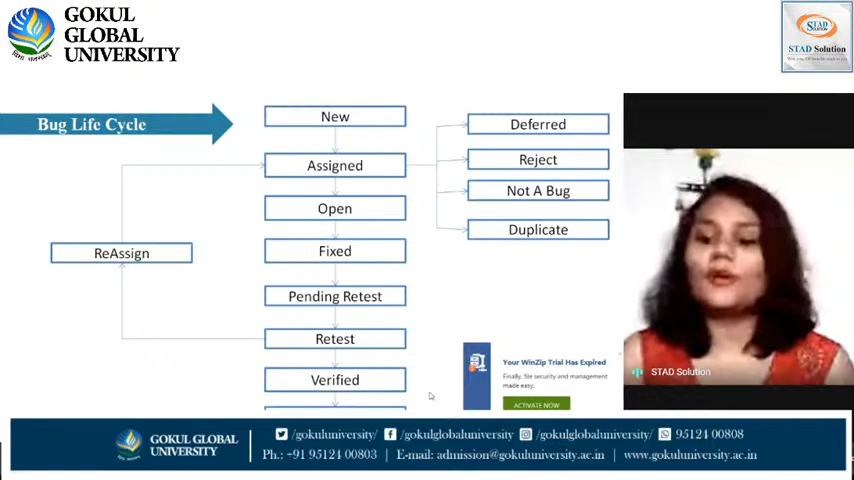 GOKUL
GLOBAL
UNIVERSITY
STAD
SOLUTION
STAD Solution
Bug Life Cycle
New
Assigned
Open
Fixed
Pending Retest
Retest
Verified
ReAssign
Deferred
Reject
Not A Bug
Duplicate
Your WinZip Trial Has Expired
Finally, file security and management
made easy.
ACTIVATE NOW
STAD Solution
GOKUL GLOBAL
UNIVERSITY
/gokuluniversity/ | /gokulglobaluniversity /gokuluniversity/ 95124 00808
Ph.: +91 95124 00803 | E-mail: admission@gokuluniversity.ac.in | www.gokuluniversity.ac.in